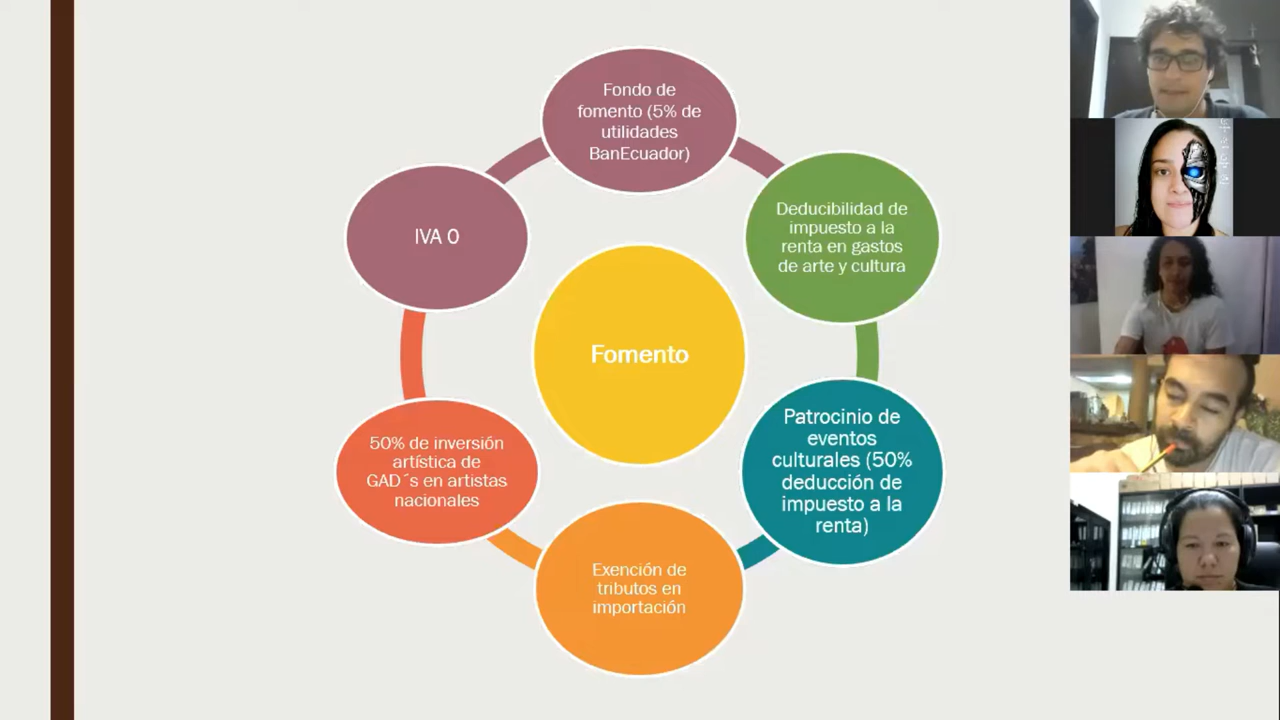 Fondo de
fomento (5% de
utilidades
BanEcuador)
Deducibilidad de
impuesto a la
renta en gastos
de arte y cultura
Patrocinio de
eventos
culturales (50%
deducción de
impuesto a la
renta)
Exención de
tributos en
importación
50% de inversión
artística de
GAD´s en artistas
nacionales
IVA 0
Fomento